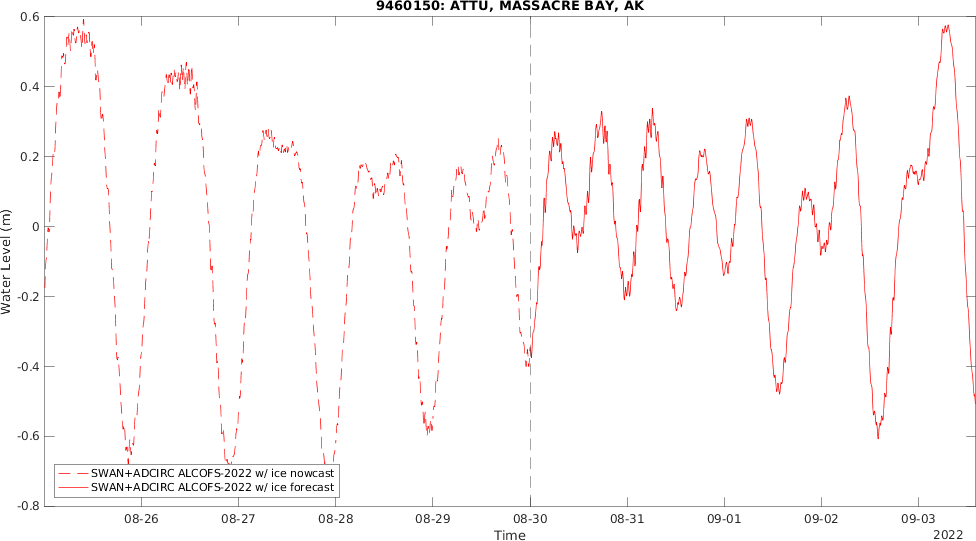 9460150: ATTU, MASSACRE BAY, AK
Water Level (m)
0.6
0.4
0.2
0
-0.2
-0.4
-0.6
-0.8
SWAN+ADCIRC ALCOFS-2022 w/ ice nowcast
SWAN+ADCIRC ALCOFS-2022 w/ ice forecast
08-26 08-27 08-28 08-29 08-30 08-31 09-01 09-02 09-03
Time
2022